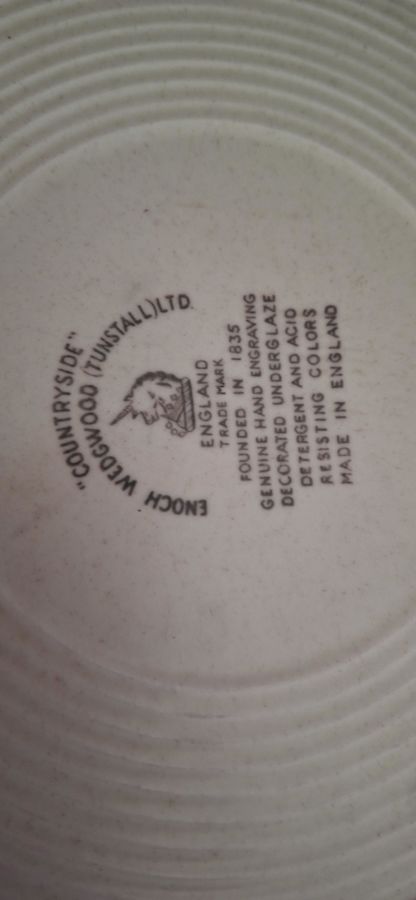 "COUNTRYSIDE"
ENOCH WEDGWOOD (TUNSTALL) LTD.
ENGLAND
TRADE MARK
FOUNDED IN 1835
GENUINE HAND ENGRAVING
DECORATED UNDERGLAZE
DETERGENT AND ACID
RESISTING COLORS
MADE IN ENGLAND